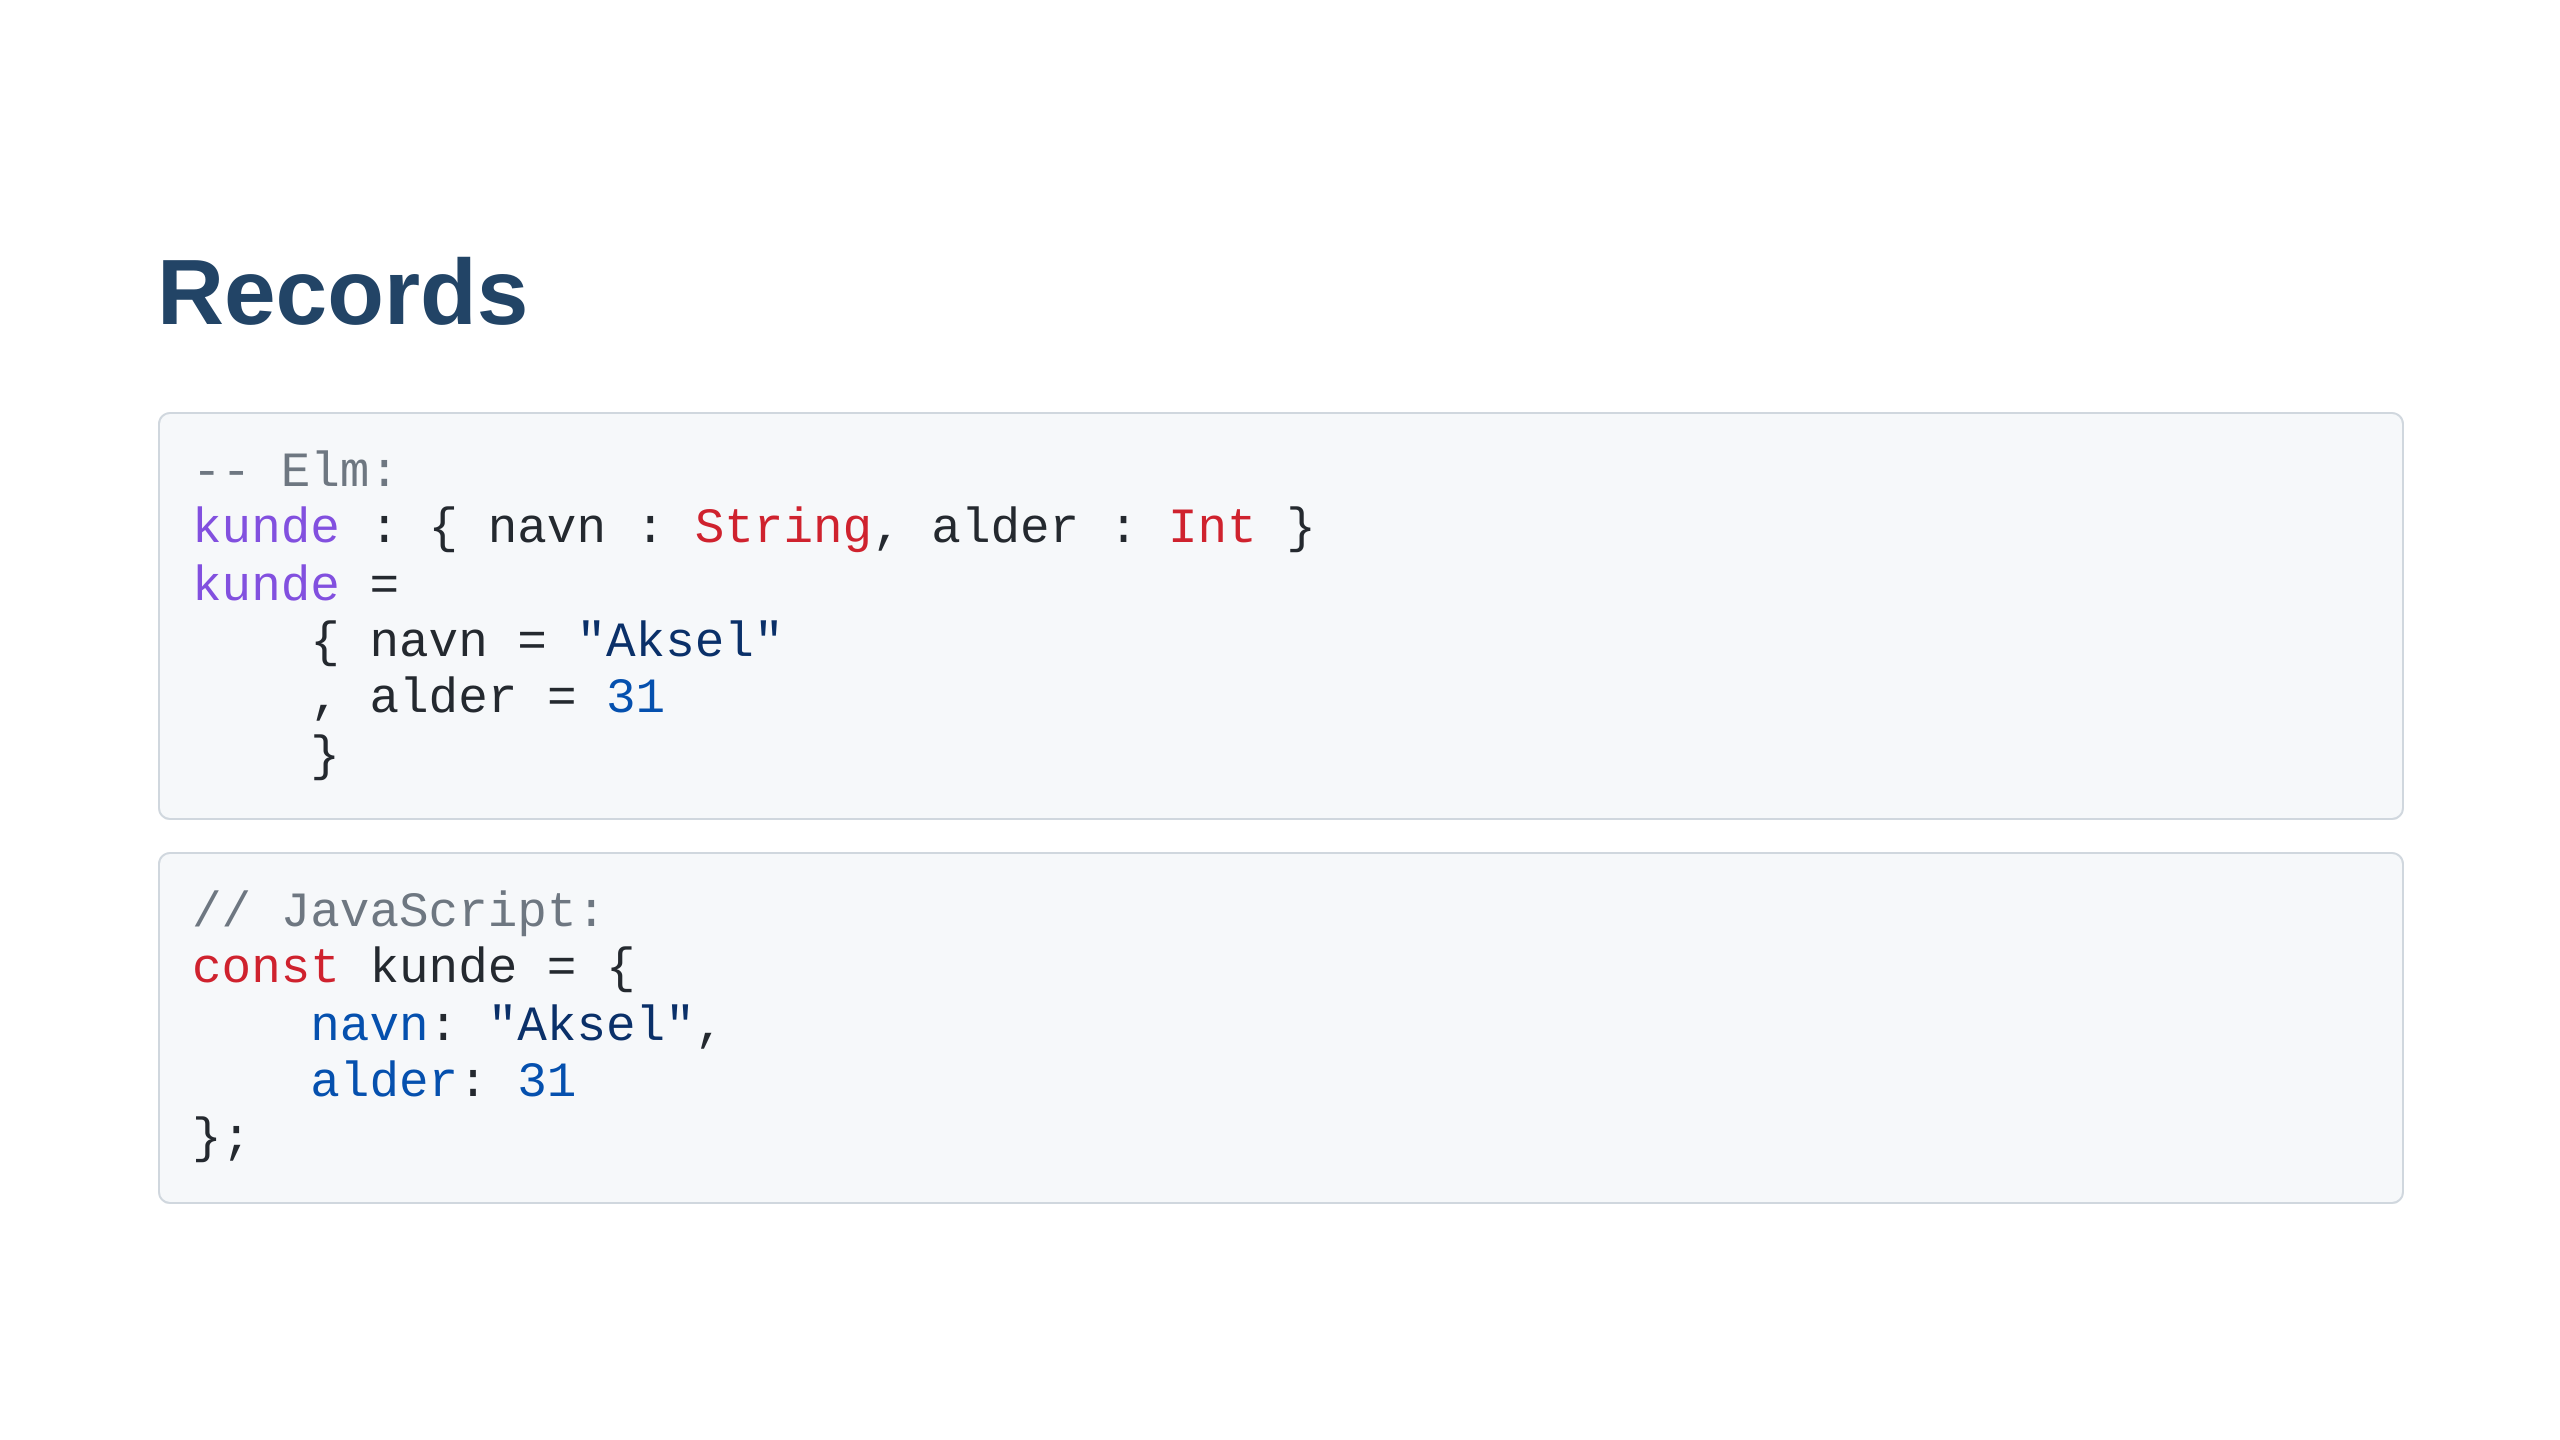 Records
-- Elm:
kunde : { navn : String, alder : Int }
kunde =
    { navn = "Aksel"
    , alder = 31
    }
// JavaScript:
const kunde = {
    navn: "Aksel",
    alder: 31
};